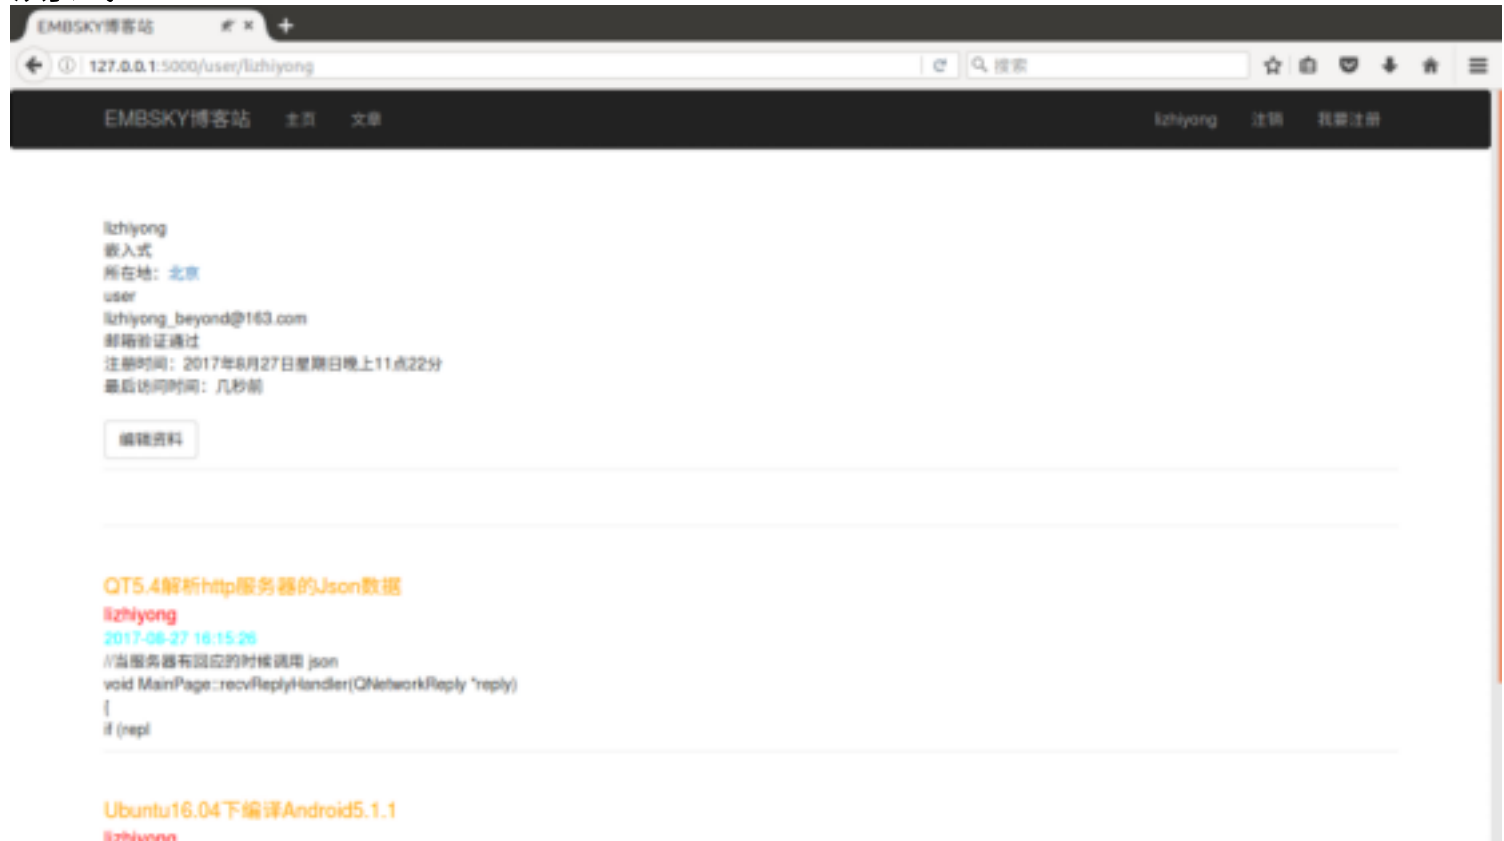 EMBSKY博客站
127.0.0.1:5000/user/lizhiyong
搜索
EMBSKY博客站 主页 文章 lizhiyong 注销 我要注册
lizhiyong
嵌入式
所在地：北京
user
lizhiyong_beyond@163.com
邮箱验证通过
注册时间：2017年8月27日星期日晚上11点22分
最后访问时间：几秒前
编辑资料
QT5.4解析http服务器的Json数据
lizhiyong
2017-08-27 16:15:26
//当服务器有回应的时候调用 json
void MainPage::recvReplyHandler(QNetworkReply *reply)
{
if (repl
Ubuntu16.04下编译Android5.1.1
lizhiyong